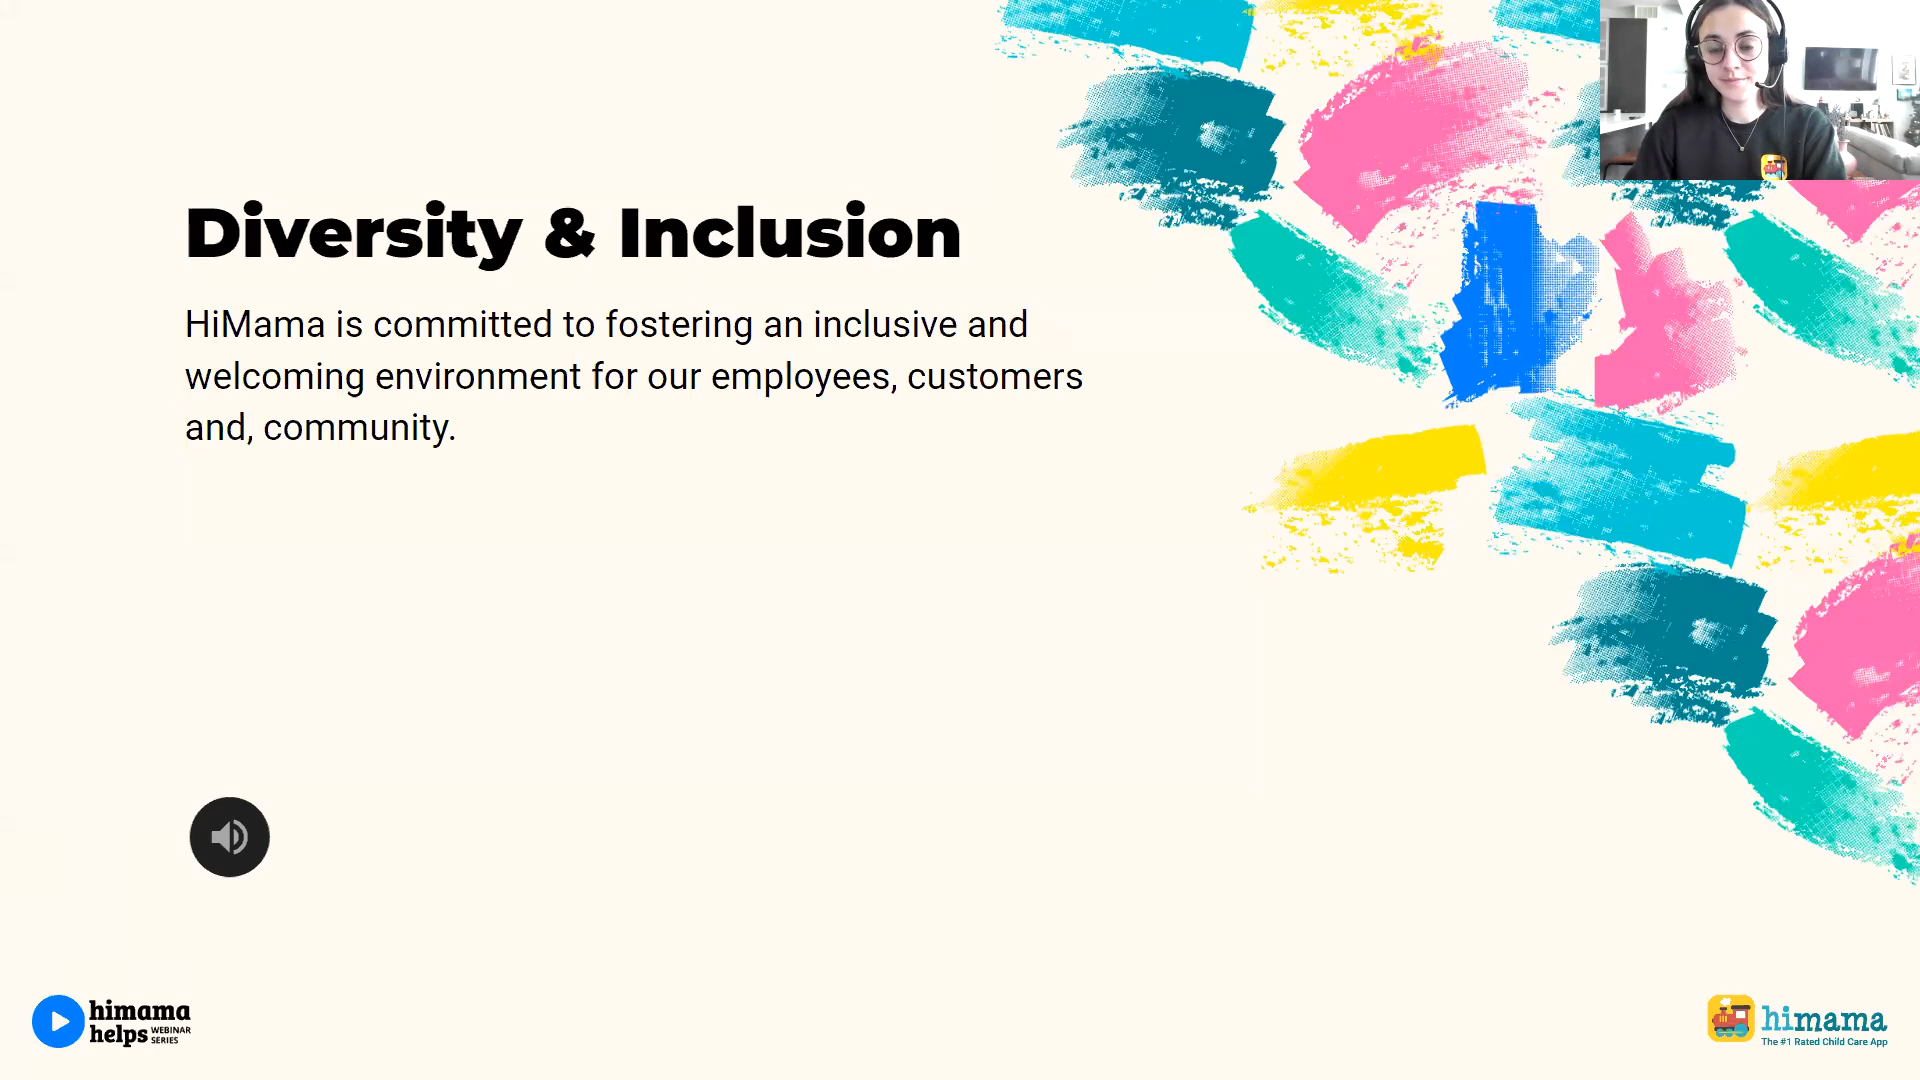 Diversity & Inclusion
HiMama is committed to fostering an inclusive and
welcoming environment for our employees, customers
and, community.
himama
helps WEBINAR
SERIES
himama
The #1 Rated Child Care App